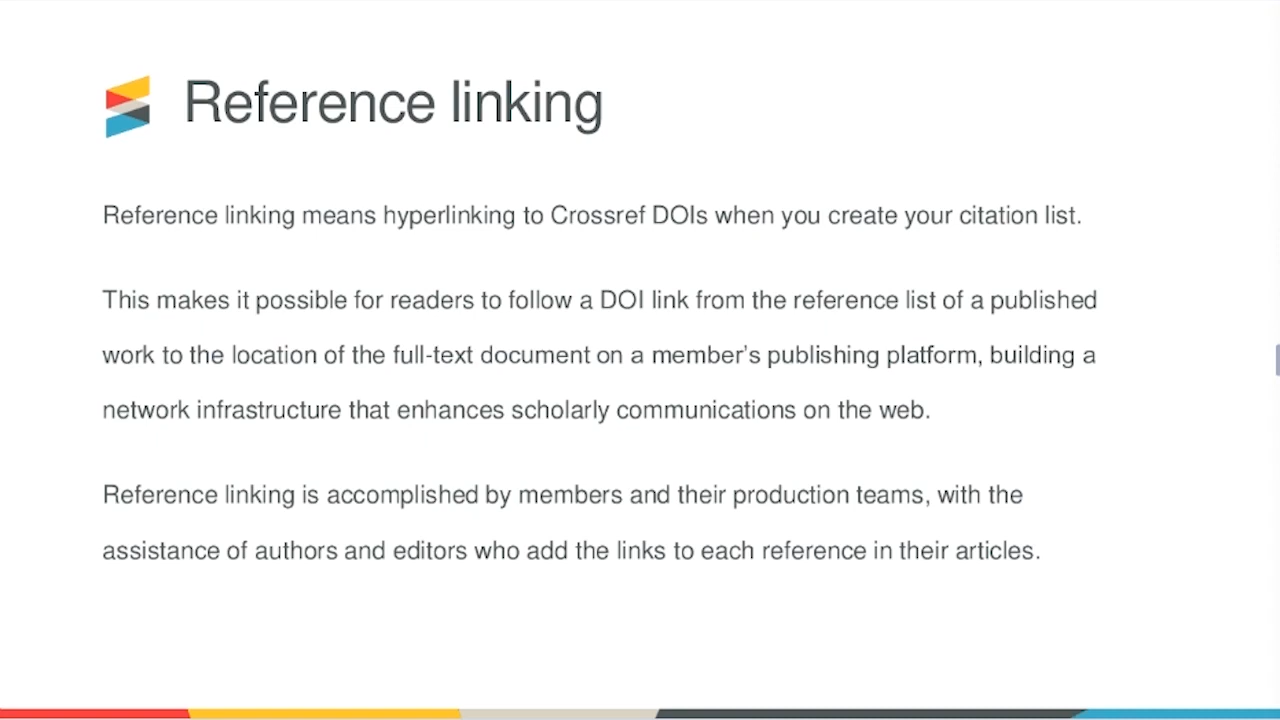 Reference linking
Reference linking means hyperlinking to Crossref DOIs when you create your citation list.
This makes it possible for readers to follow a DOI link from the reference list of a published
work to the location of the full-text document on a member’s publishing platform, building a
network infrastructure that enhances scholarly communications on the web.
Reference linking is accomplished by members and their production teams, with the
assistance of authors and editors who add the links to each reference in their articles.